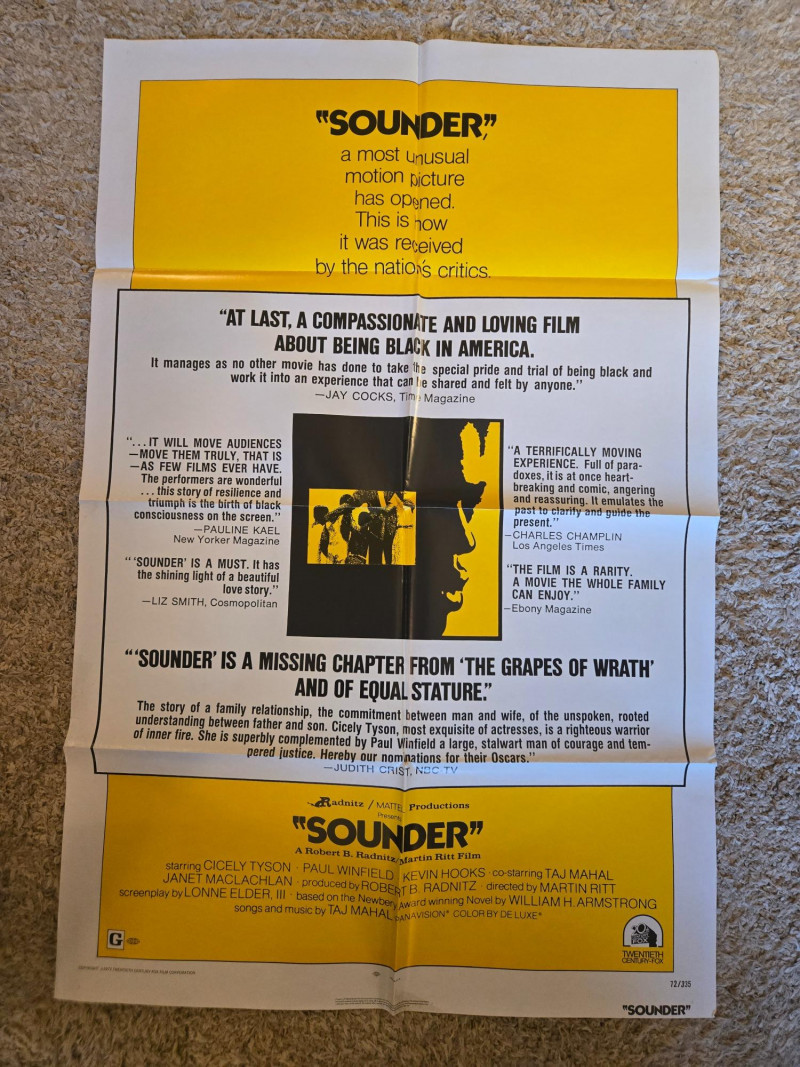 "SOUNDER",
a most unusual
motion picture
has opened.
This is how
it was received
by the nation's critics.
"AT LAST, A COMPASSIONATE AND LOVING FILM
ABOUT BEING BLACK IN AMERICA.
It manages as no other movie has done to take the special pride and trial of being black and
work it into an experience that can be shared and felt by anyone."
—JAY COCKS, Time Magazine
"...IT WILL MOVE AUDIENCES
—MOVE THEM TRULY, THAT IS
—AS FEW FILMS EVER HAVE.
The performers are wonderful
...this story of resilience and
triumph is the birth of black
consciousness on the screen."
—PAULINE KAEL
New Yorker Magazine
"'SOUNDER' IS A MUST. It has
the shining light of a beautiful
love story."
—LIZ SMITH, Cosmopolitan
"A TERRIFICALLY MOVING
EXPERIENCE. Full of para-
doxes, it is at once heart-
breaking and comic, angering
and reassuring. It emulates the
past to clarify and guide the
present."
—CHARLES CHAMPLIN
Los Angeles Times
"THE FILM IS A RARITY.
A MOVIE THE WHOLE FAMILY
CAN ENJOY."
—Ebony Magazine
"'SOUNDER' IS A MISSING CHAPTER FROM 'THE GRAPES OF WRATH'
AND OF EQUAL STATURE."
The story of a family relationship, the commitment between man and wife, of the unspoken, rooted
understanding between father and son. Cicely Tyson, most exquisite of actresses, is a righteous warrior
of inner fire. She is superbly complemented by Paul Winfield a large, stalwart man of courage and tem-
pered justice. Hereby our nominations for their Oscars."
—JUDITH CRIST, NBC TV
Radnitz / MATTEL Productions
Presents
"SOUNDER"
A Robert B. Radnitz/Martin Ritt Film
starring CICELY TYSON · PAUL WINFIELD · KEVIN HOOKS · co-starring TAJ MAHAL
JANET MACLACHLAN · produced by ROBERT B. RADNITZ · directed by MARTIN RITT
screenplay by LONNE ELDER, III · based on the Newbery Award winning Novel by WILLIAM H. ARMSTRONG
songs and music by TAJ MAHAL PANAVISION® COLOR BY DE LUXE®
G
TWENTIETH
CENTURY-FOX
72/335
"SOUNDER"